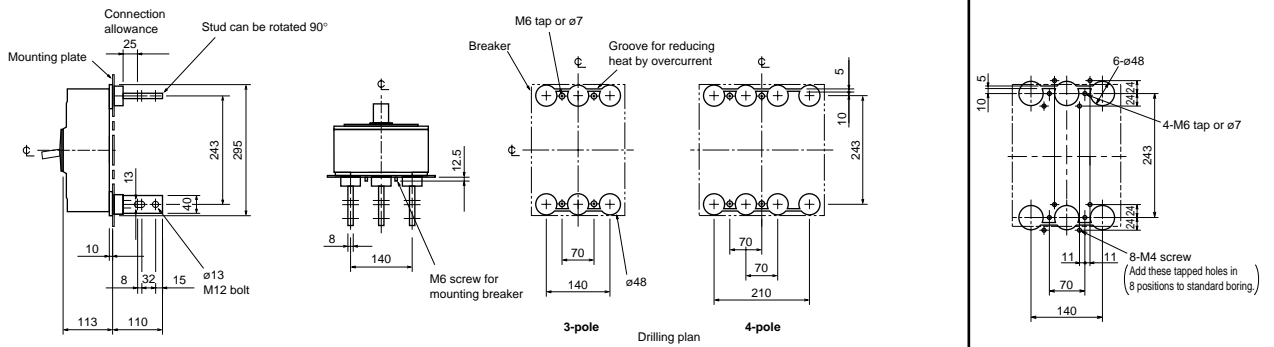 Connection
allowance
25
Stud can be rotated 90°
Mounting plate
℄
13
243
295
40
10
8
32
15
ø13
M12 bolt
113
110
℄
12.5
8
140
M6 screw for
mounting breaker
M6 tap or ø7
Breaker
℄
Groove for reducing
heat by overcurrent
℄
70
140
ø48
3-pole
℄
5
10
243
70
70
210
4-pole
Drilling plan
5
10
6-ø48
24
24
4-M6 tap or ø7
243
24
24
11
11
8-M4 screw
(Add these tapped holes in
8 positions to standard boring.)
70
140